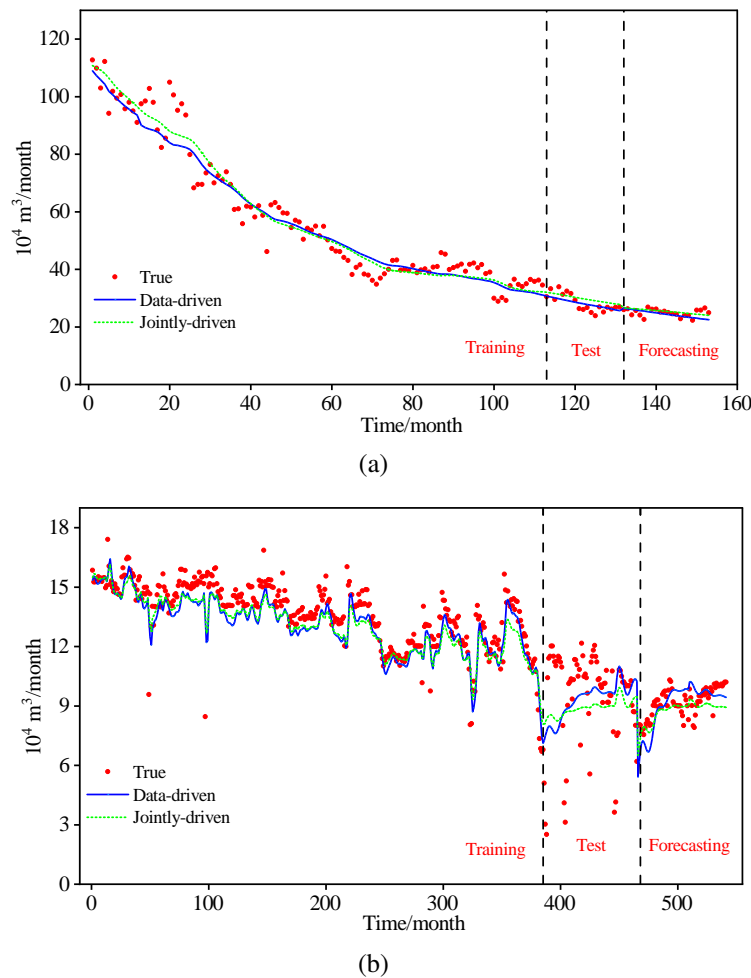 120
100
80
60
40
20
0
10⁴ m³/month
True
Data-driven
Jointly-driven
Training
Test
Forecasting
0
20
40
60
80
100
120
140
160
Time/month
(a)
18
15
12
9
6
3
0
10⁴ m³/month
True
Data-driven
Jointly-driven
Training
Test
Forecasting
0
100
200
300
400
500
Time/month
(b)